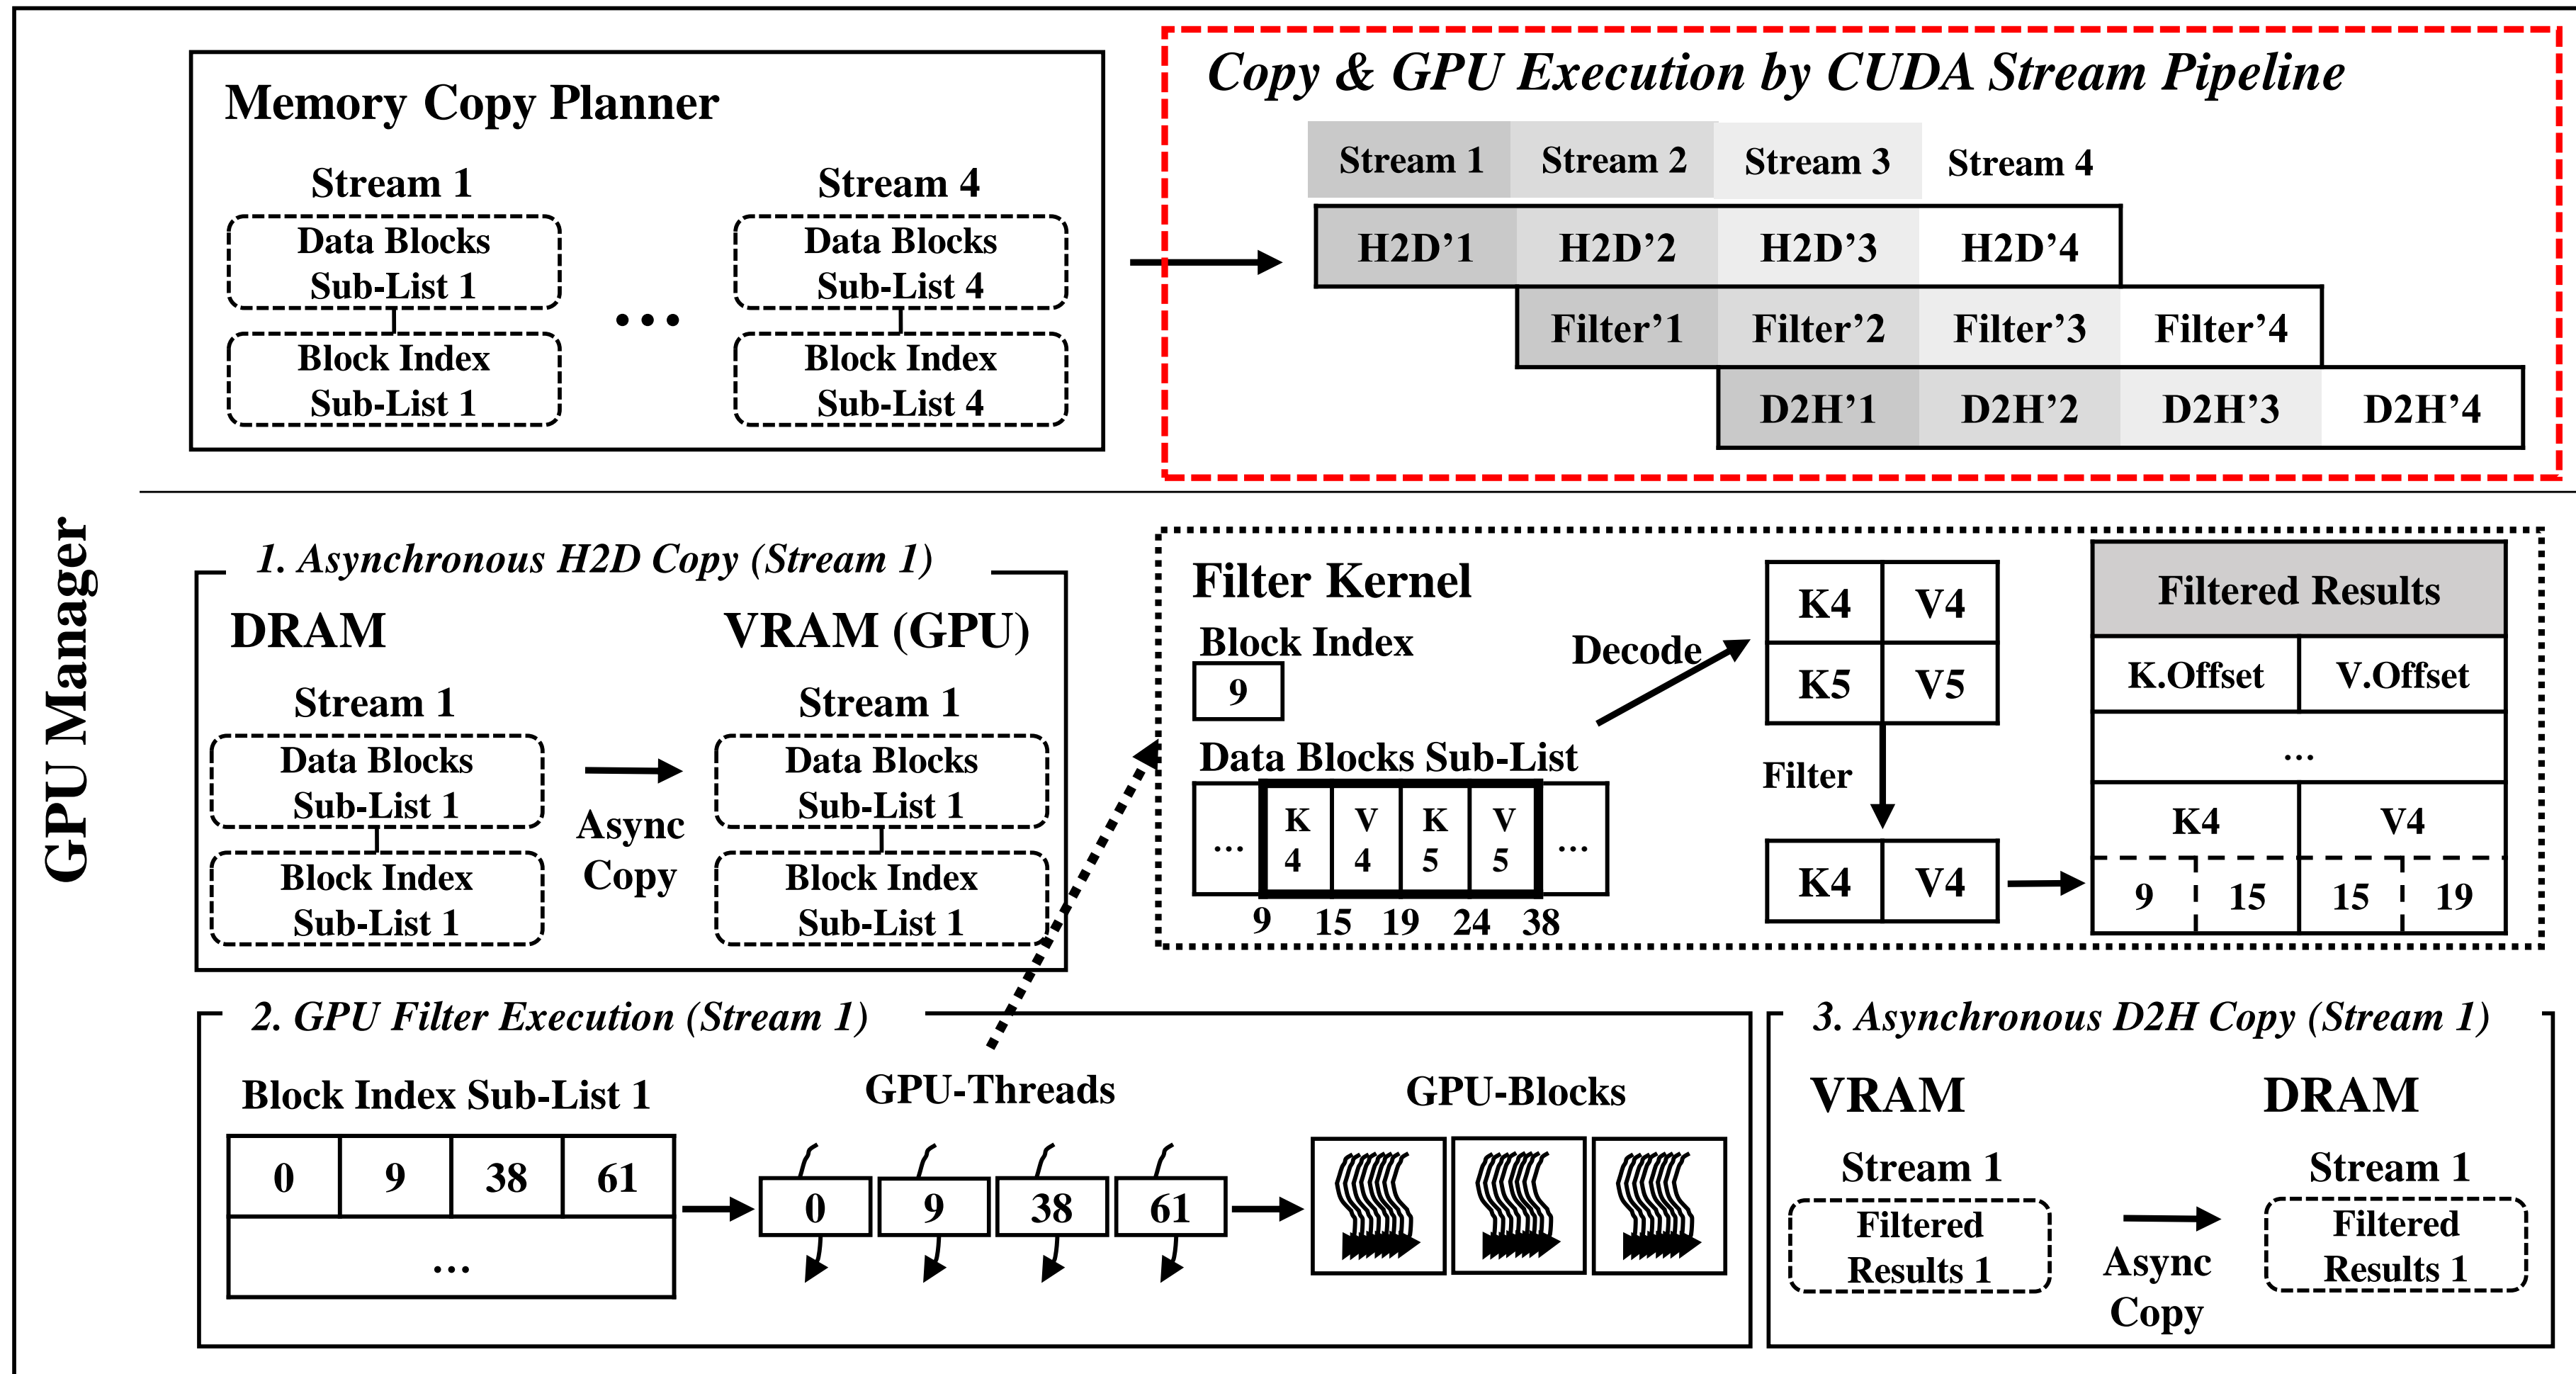 GPU Manager
Memory Copy Planner
Stream 1
Data Blocks
Sub-List 1
Block Index
Sub-List 1
...
Stream 4
Data Blocks
Sub-List 4
Block Index
Sub-List 4
Copy & GPU Execution by CUDA Stream Pipeline
Stream 1 Stream 2 Stream 3 Stream 4
H2D’1 H2D’2 H2D’3 H2D’4
Filter’1 Filter’2 Filter’3 Filter’4
D2H’1 D2H’2 D2H’3 D2H’4
1. Asynchronous H2D Copy (Stream 1)
DRAM
Stream 1
Data Blocks
Sub-List 1
Block Index
Sub-List 1
Async
Copy
VRAM (GPU)
Stream 1
Data Blocks
Sub-List 1
Block Index
Sub-List 1
Filter Kernel
Block Index
9
Data Blocks Sub-List
... K V K V ...
4 4 5 5
9 15 19 24 38
Decode
K4 V4
K5 V5
Filter
K4 V4
Filtered Results
K.Offset V.Offset
...
K4 V4
9 15 15 19
2. GPU Filter Execution (Stream 1)
Block Index Sub-List 1
0 9 38 61
...
GPU-Threads
0 9 38 61
GPU-Blocks
3. Asynchronous D2H Copy (Stream 1)
VRAM
Stream 1
Filtered
Results 1
Async
Copy
DRAM
Stream 1
Filtered
Results 1